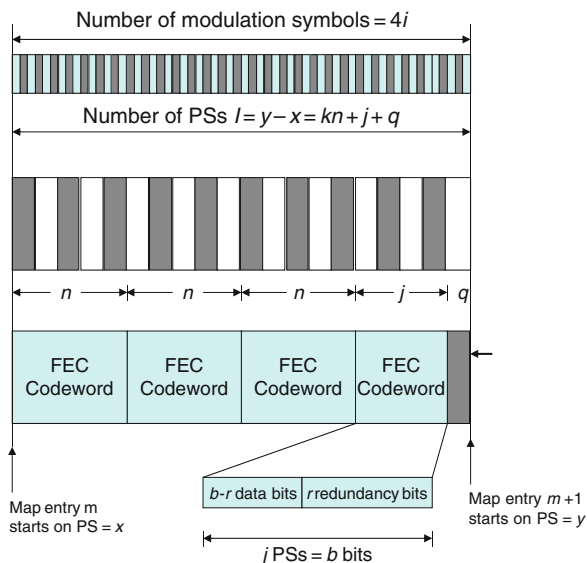 Number of modulation symbols = 4i
Number of PSs I = y – x = kn + j + q
n
n
n
j
q
FEC
Codeword
FEC
Codeword
FEC
Codeword
FEC
Codeword
b-r data bits
r redundancy bits
Map entry m
starts on PS = x
Map entry m +1
starts on PS = y
j PSs = b bits